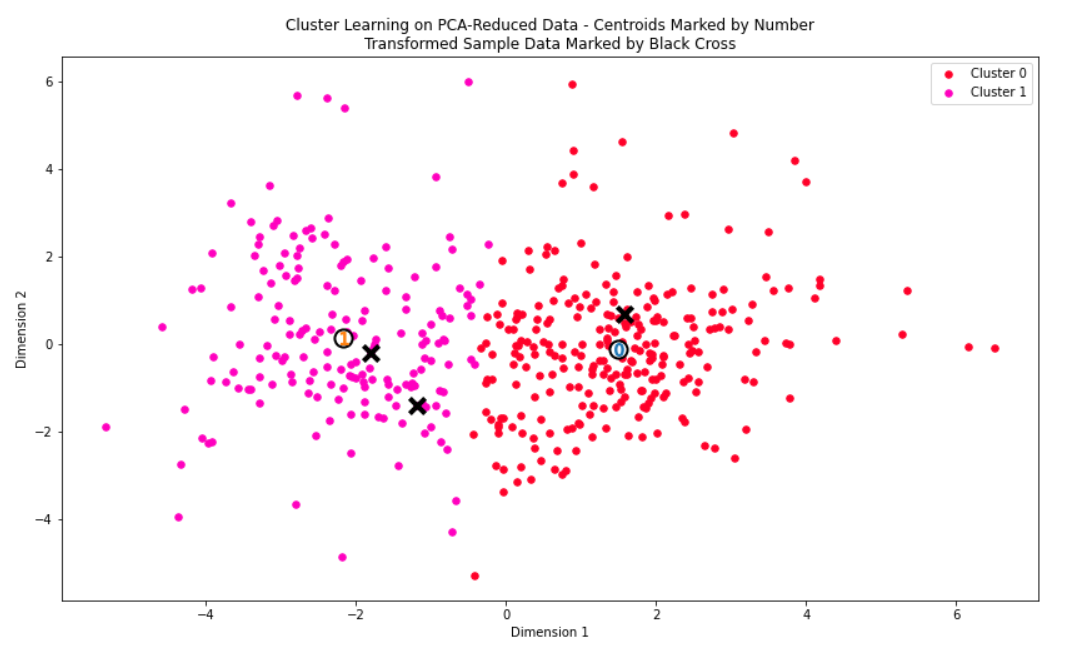 Cluster Learning on PCA-Reduced Data - Centroids Marked by Number
Transformed Sample Data Marked by Black Cross
Cluster 0
Cluster 1
6
4
2
0
−2
−4
Dimension 2
1
0
−4
−2
0
2
4
6
Dimension 1